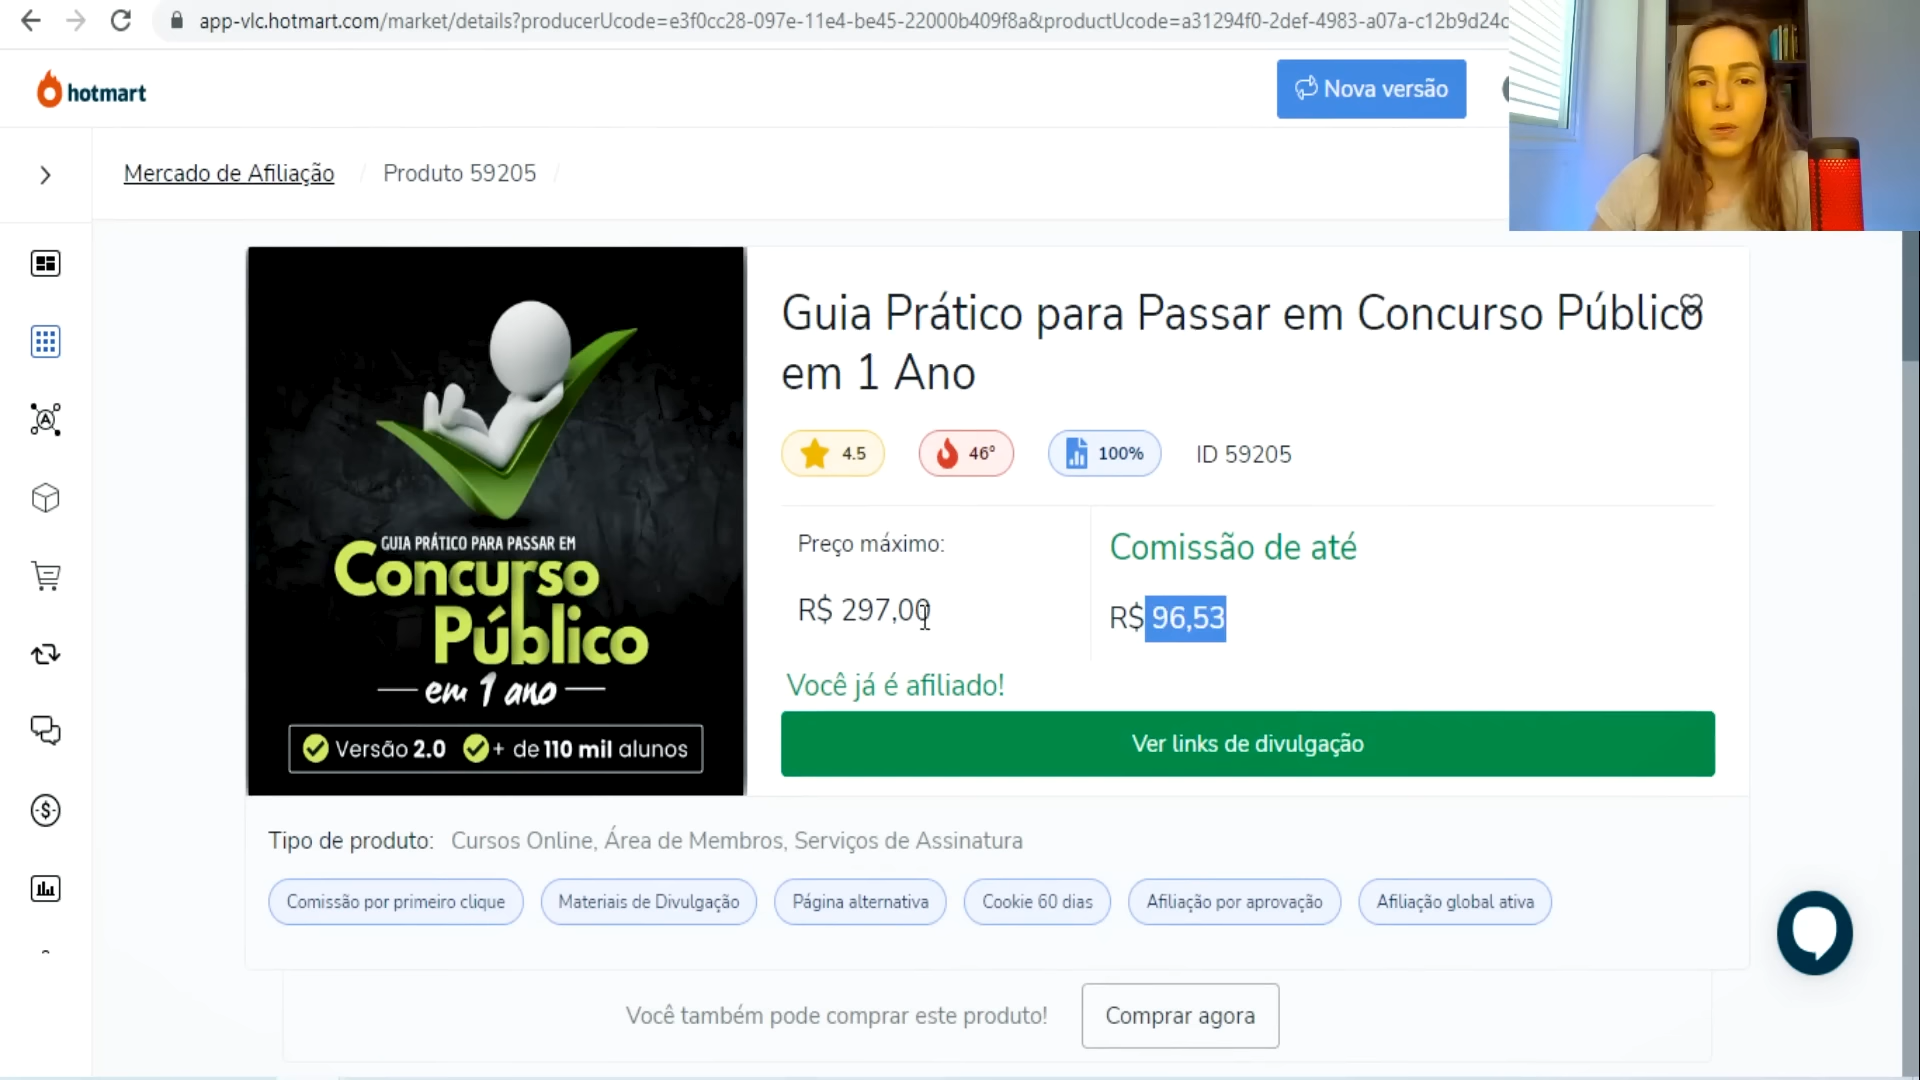 app-vlc.hotmart.com/market/details?producerUcode=e3f0cc28-097e-11e4-be45-22000b409f8a&productUcode=a31294f0-2def-4983-a07a-c12b9d24c
hotmart
Nova versão
Mercado de Afiliação / Produto 59205 /
Guia Prático para Passar em Concurso Público
em 1 Ano
4.5 46° 100% ID 59205
Preço máximo:
R$ 297,00
Comissão de até
R$ 96,53
Você já é afiliado!
Ver links de divulgação
GUIA PRÁTICO PARA PASSAR EM
Concurso
Público
em 1 ano
Versão 2.0 + de 110 mil alunos
Tipo de produto: Cursos Online, Área de Membros, Serviços de Assinatura
Comissão por primeiro clique
Materiais de Divulgação
Página alternativa
Cookie 60 dias
Afiliação por aprovação
Afiliação global ativa
Você também pode comprar este produto!
Comprar agora